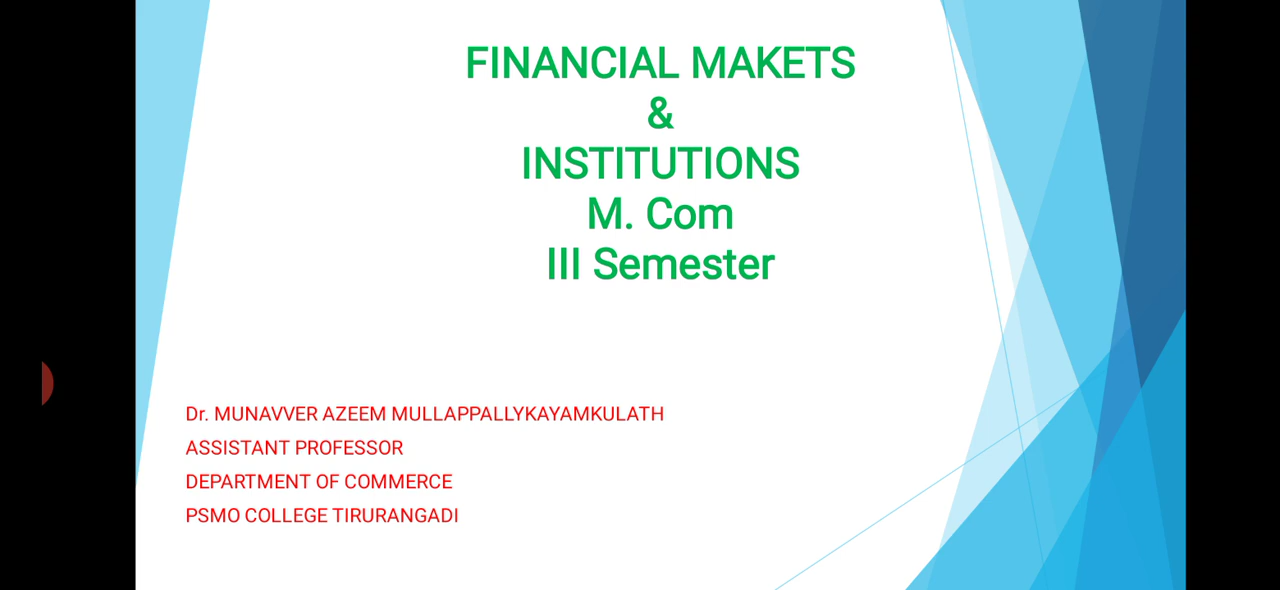 FINANCIAL MAKETS
&
INSTITUTIONS
M. Com
III Semester
Dr. MUNAVVER AZEEM MULLAPPALLYKAYAMKULATH
ASSISTANT PROFESSOR
DEPARTMENT OF COMMERCE
PSMO COLLEGE TIRURANGADI